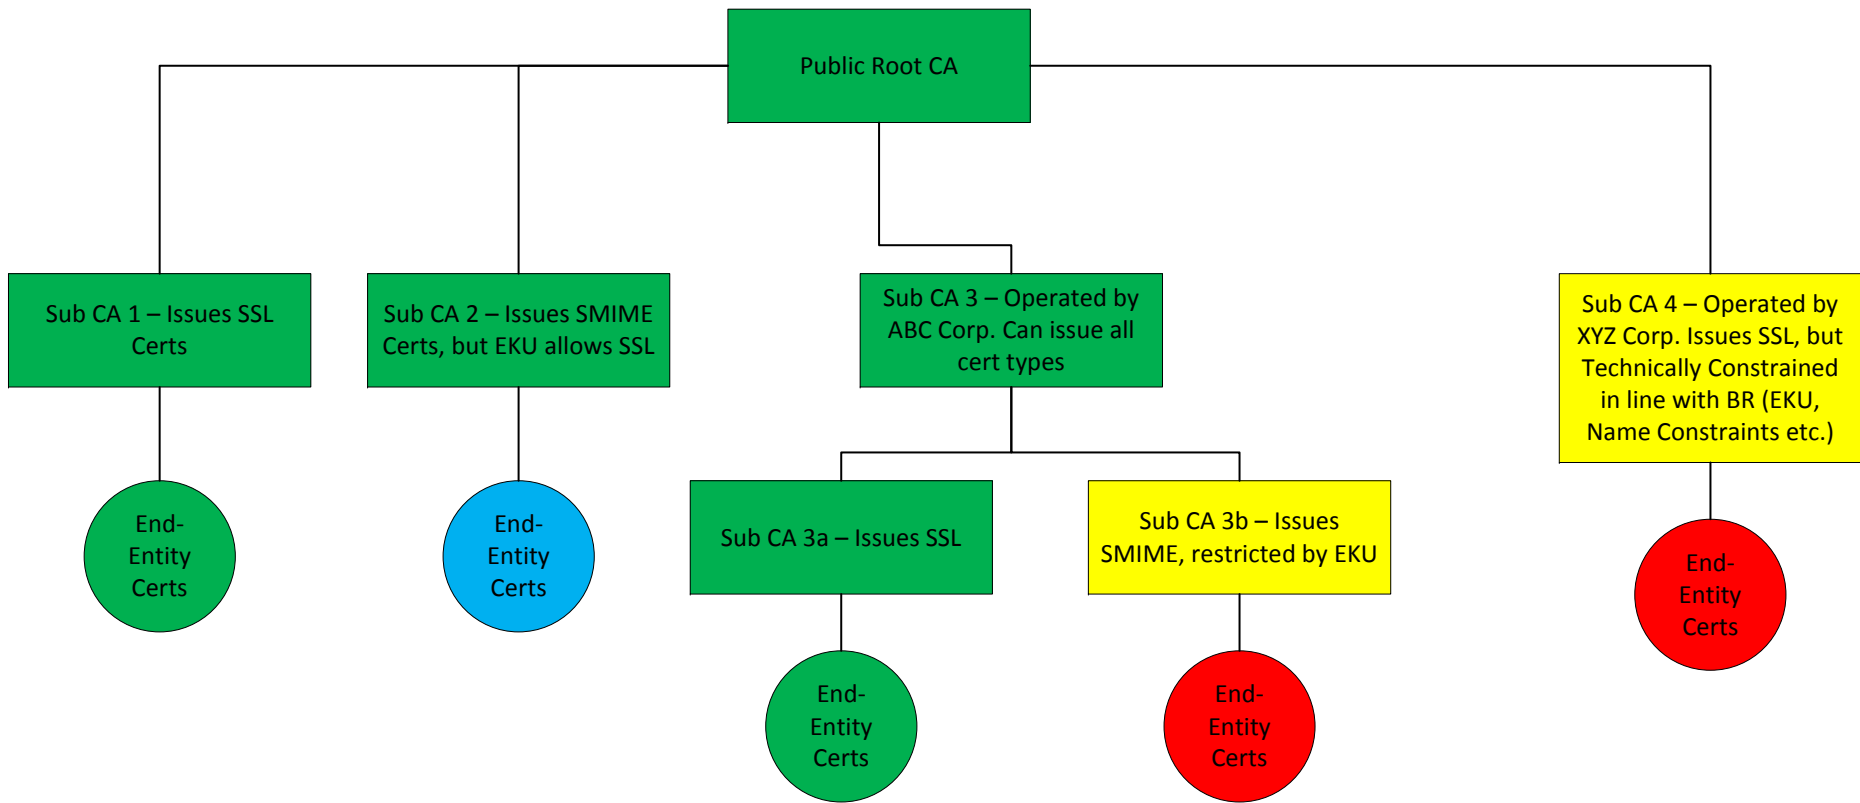 Public Root CA
Sub CA 1 – Issues SSL
Certs
Sub CA 2 – Issues SMIME
Certs, but EKU allows SSL
Sub CA 3 – Operated by
ABC Corp. Can issue all
cert types
Sub CA 4 – Operated by
XYZ Corp. Issues SSL, but
Technically Constrained
in line with BR (EKU,
Name Constraints etc.)
End-
Entity
Certs
End-
Entity
Certs
Sub CA 3a – Issues SSL
Sub CA 3b – Issues
SMIME, restricted by EKU
End-
Entity
Certs
End-
Entity
Certs
End-
Entity
Certs